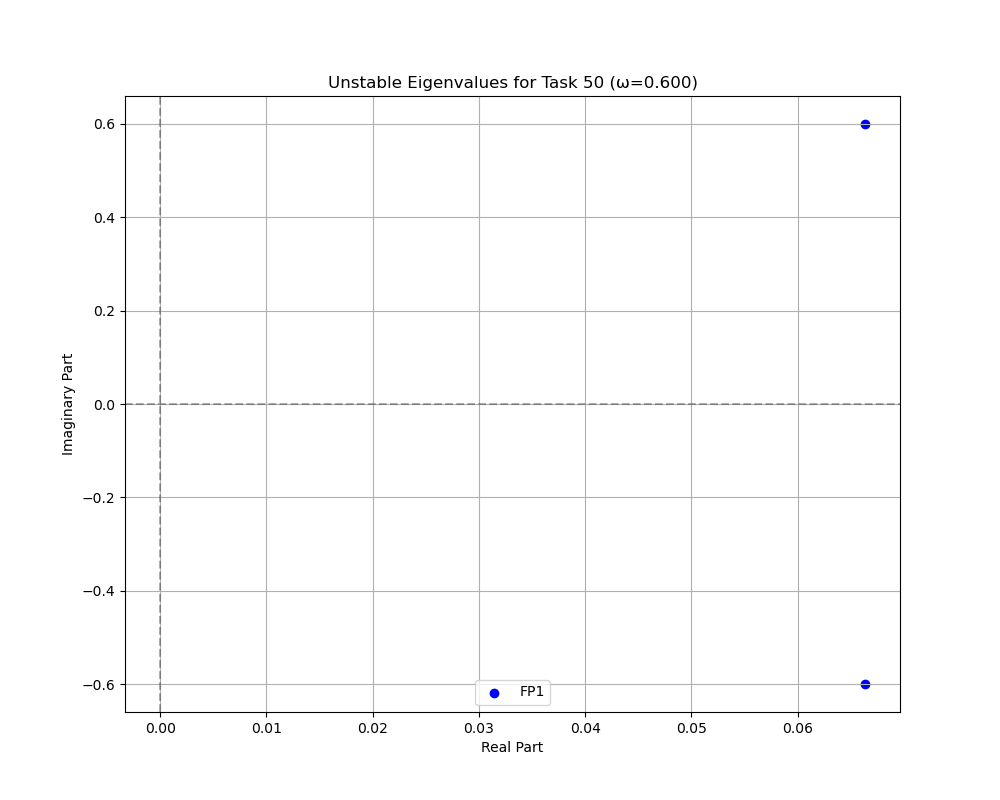 Unstable Eigenvalues for Task 50 (ω=0.600)
Imaginary Part
0.6
0.4
0.2
0.0
−0.2
−0.4
−0.6
FP1
0.00 0.01 0.02 0.03 0.04 0.05 0.06
Real Part